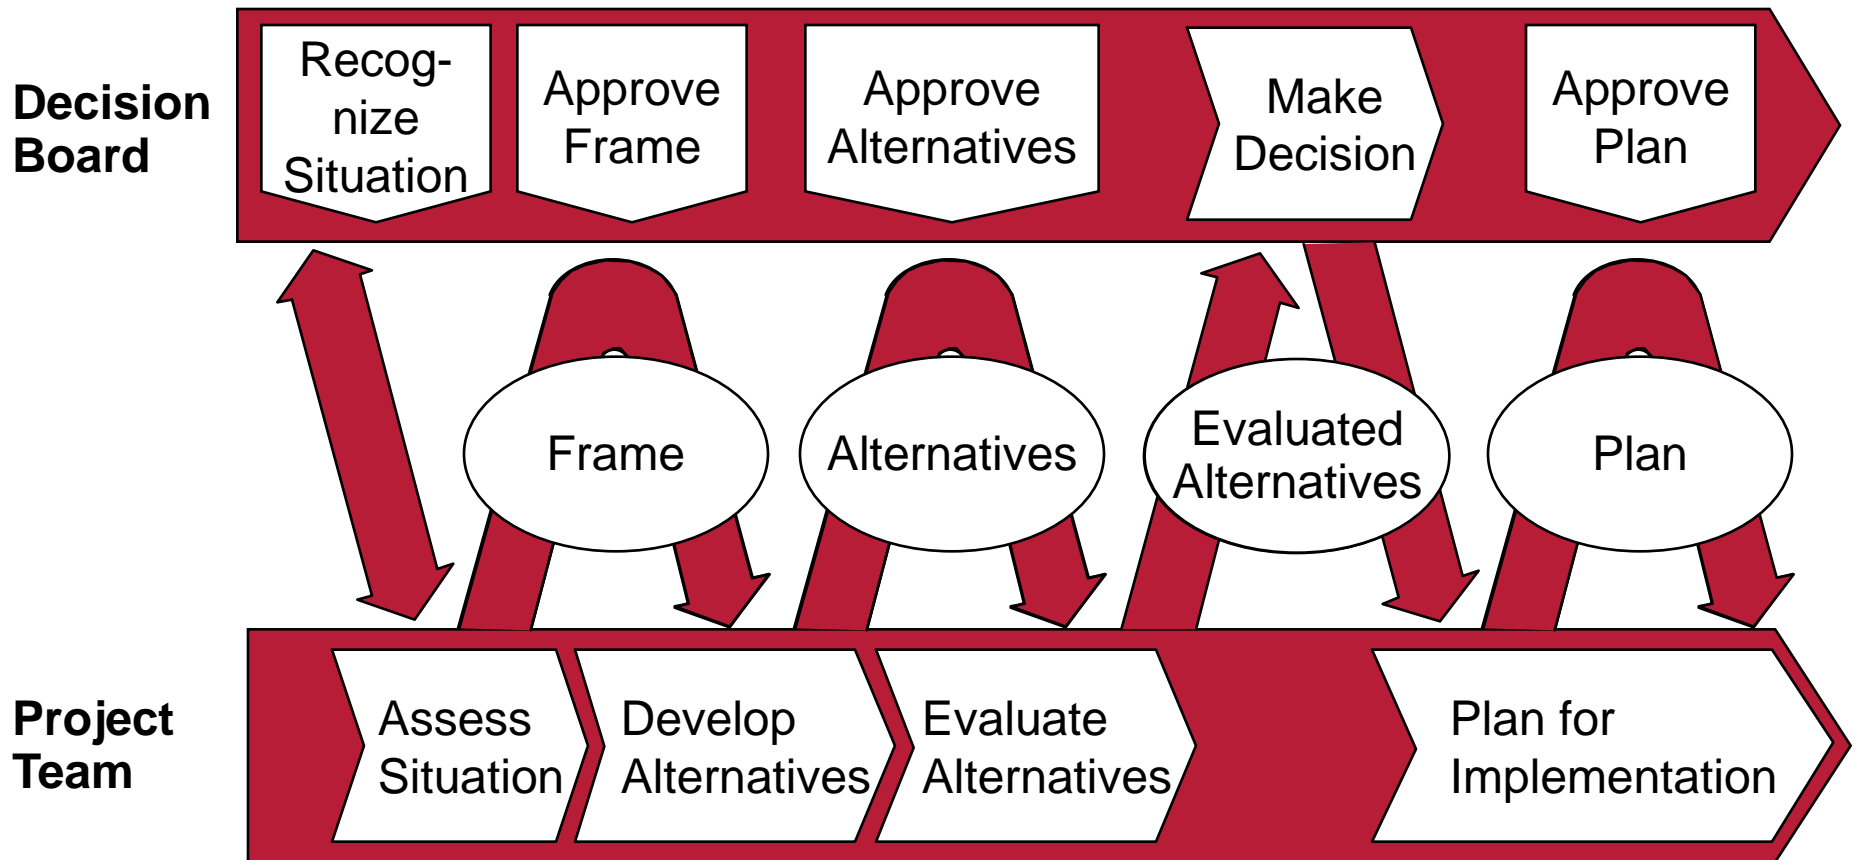 Decision
Board
Recog-
nize
Situation
Approve
Frame
Approve
Alternatives
Make
Decision
Approve
Plan
Frame
Alternatives
Evaluated
Alternatives
Plan
Project
Team
Assess
Situation
Develop
Alternatives
Evaluate
Alternatives
Plan for
Implementation